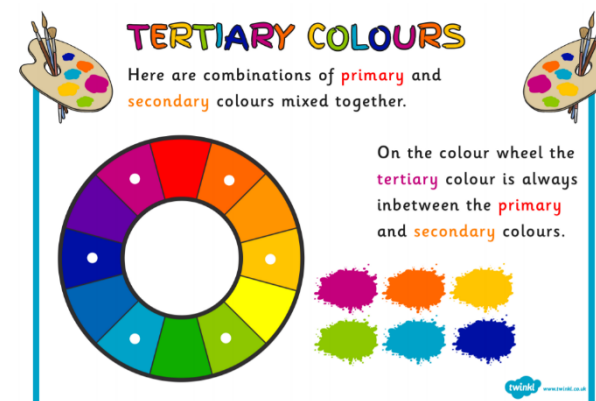 TERTIARY COLOURS
Here are combinations of primary and
secondary colours mixed together.
On the colour wheel the
tertiary colour is always
inbetween the primary
and secondary colours.
twinkl www.twinkl.co.uk